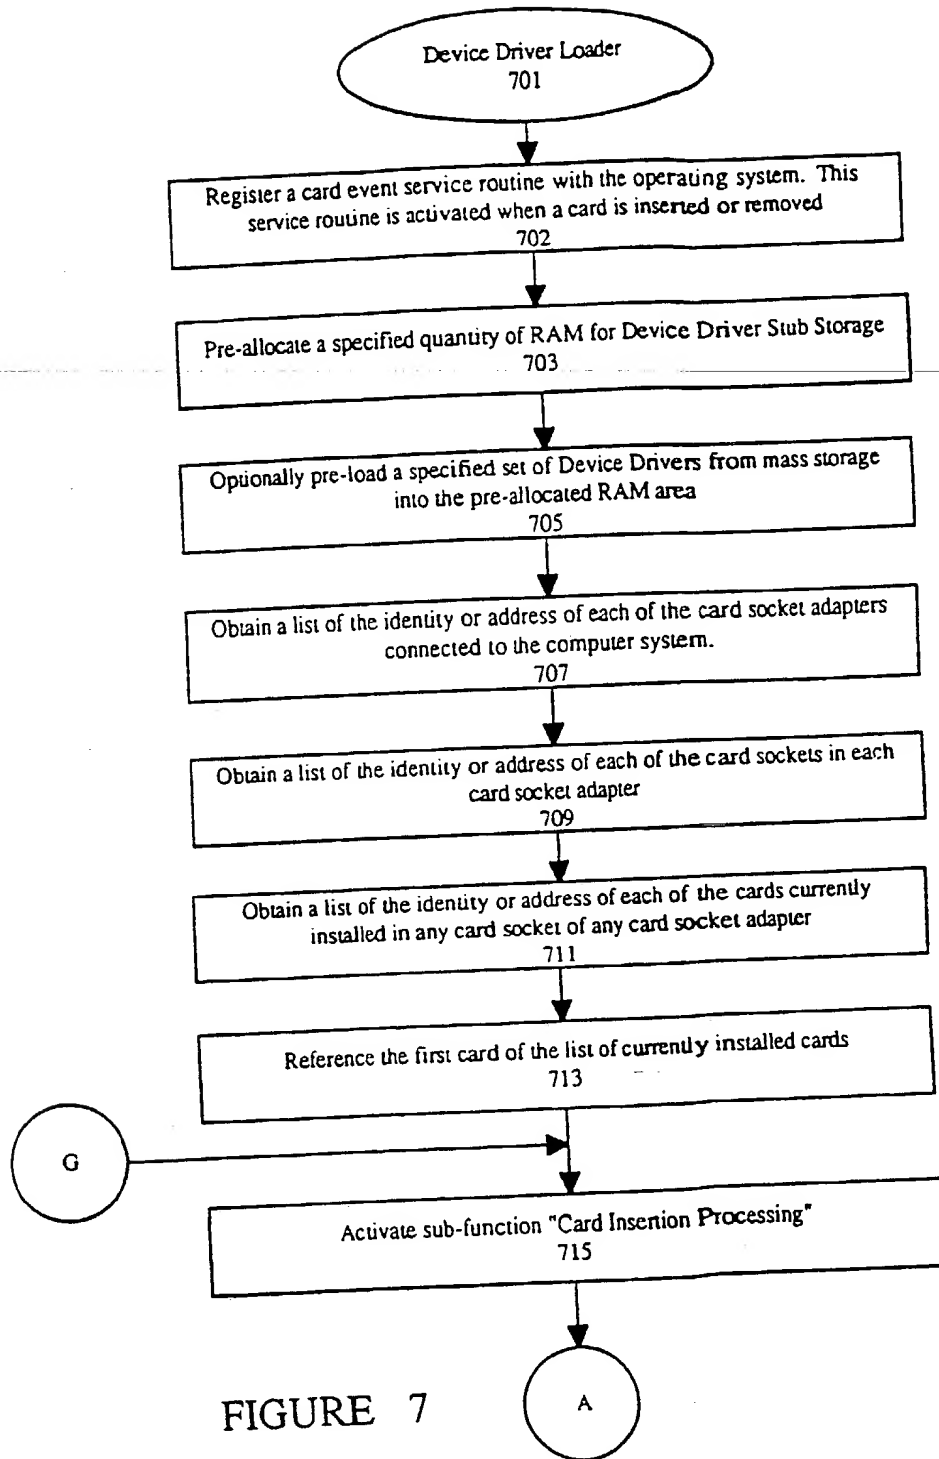 Device Driver Loader
701
Register a card event service routine with the operating system. This
service routine is activated when a card is inserted or removed
702
Pre-allocate a specified quantity of RAM for Device Driver Stub Storage
703
Optionally pre-load a specified set of Device Drivers from mass storage
into the pre-allocated RAM area
705
Obtain a list of the identity or address of each of the card socket adapters
connected to the computer system.
707
Obtain a list of the identity or address of each of the card sockets in each
card socket adapter
709
Obtain a list of the identity or address of each of the cards currently
installed in any card socket of any card socket adapter
711
Reference the first card of the list of currently installed cards
713
G
Activate sub-function "Card Insertion Processing"
715
A
FIGURE 7